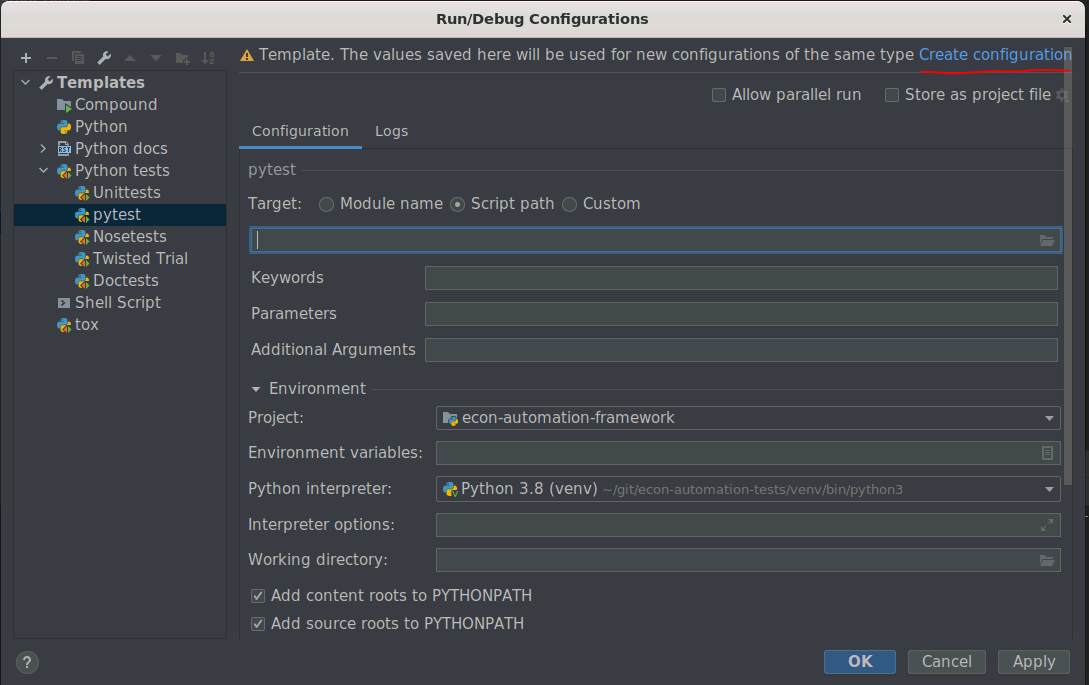 Run/Debug Configurations
Template. The values saved here will be used for new configurations of the same type Create configuration
Templates
Compound
Python
Python docs
Python tests
Unittests
pytest
Nosetests
Twisted Trial
Doctests
Shell Script
tox
Allow parallel run
Store as project file
Configuration
Logs
pytest
Target: Module name Script path Custom
Keywords
Parameters
Additional Arguments
Environment
Project: econ-automation-framework
Environment variables:
Python interpreter: Python 3.8 (venv) ~/git/econ-automation-tests/venv/bin/python3
Interpreter options:
Working directory:
Add content roots to PYTHONPATH
Add source roots to PYTHONPATH
?
OK
Cancel
Apply